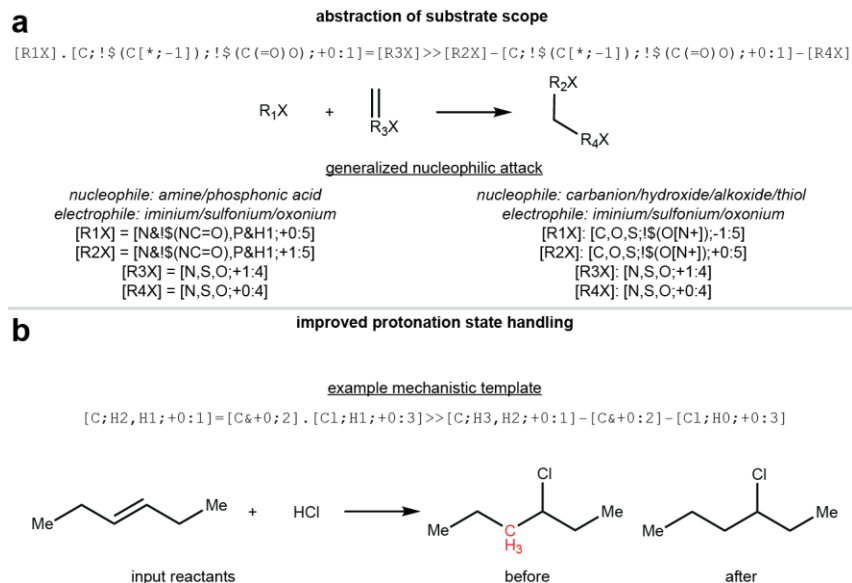 a
abstraction of substrate scope
[R1X].[C;!$(C[*;-1]);!$(C(=O)O);+0:1]=[R3X]>>[R2X]-[C;!$(C[*;-1]);!$(C(=O)O);+0:1]-[R4X]
R2X
R1X
+
R3X
R4X
generalized nucleophilic attack
nucleophile: amine/phosphonic acid
electrophile: iminium/sulfonium/oxonium
[R1X] = [N&!$(NC=O),P&H1;+0:5]
[R2X] = [N&!$(NC=O),P&H1;+1:5]
[R3X] = [N,S,O;+1:4]
[R4X] = [N,S,O;+0:4]
nucleophile: carbanion/hydroxide/alkoxide/thiol
electrophile: iminium/sulfonium/oxonium
[R1X]: [C,O,S;!$(O[N+]);-1:5]
[R2X]: [C,O,S;!$(O[N+]);+0:5]
[R3X]: [N,S,O;+1:4]
[R4X]: [N,S,O;+0:4]
b
improved protonation state handling
example mechanistic template
[C;H2,H1;+0:1]=[C&+0;2].[Cl;H1;+0:3]>>[C;H3,H2;+0:1]-[C&+0:2]-[Cl;H0;+0:3]
Me
Me
+
HCl
Cl
Me
Me
C
H3
Cl
Me
Me
input reactants
before
after